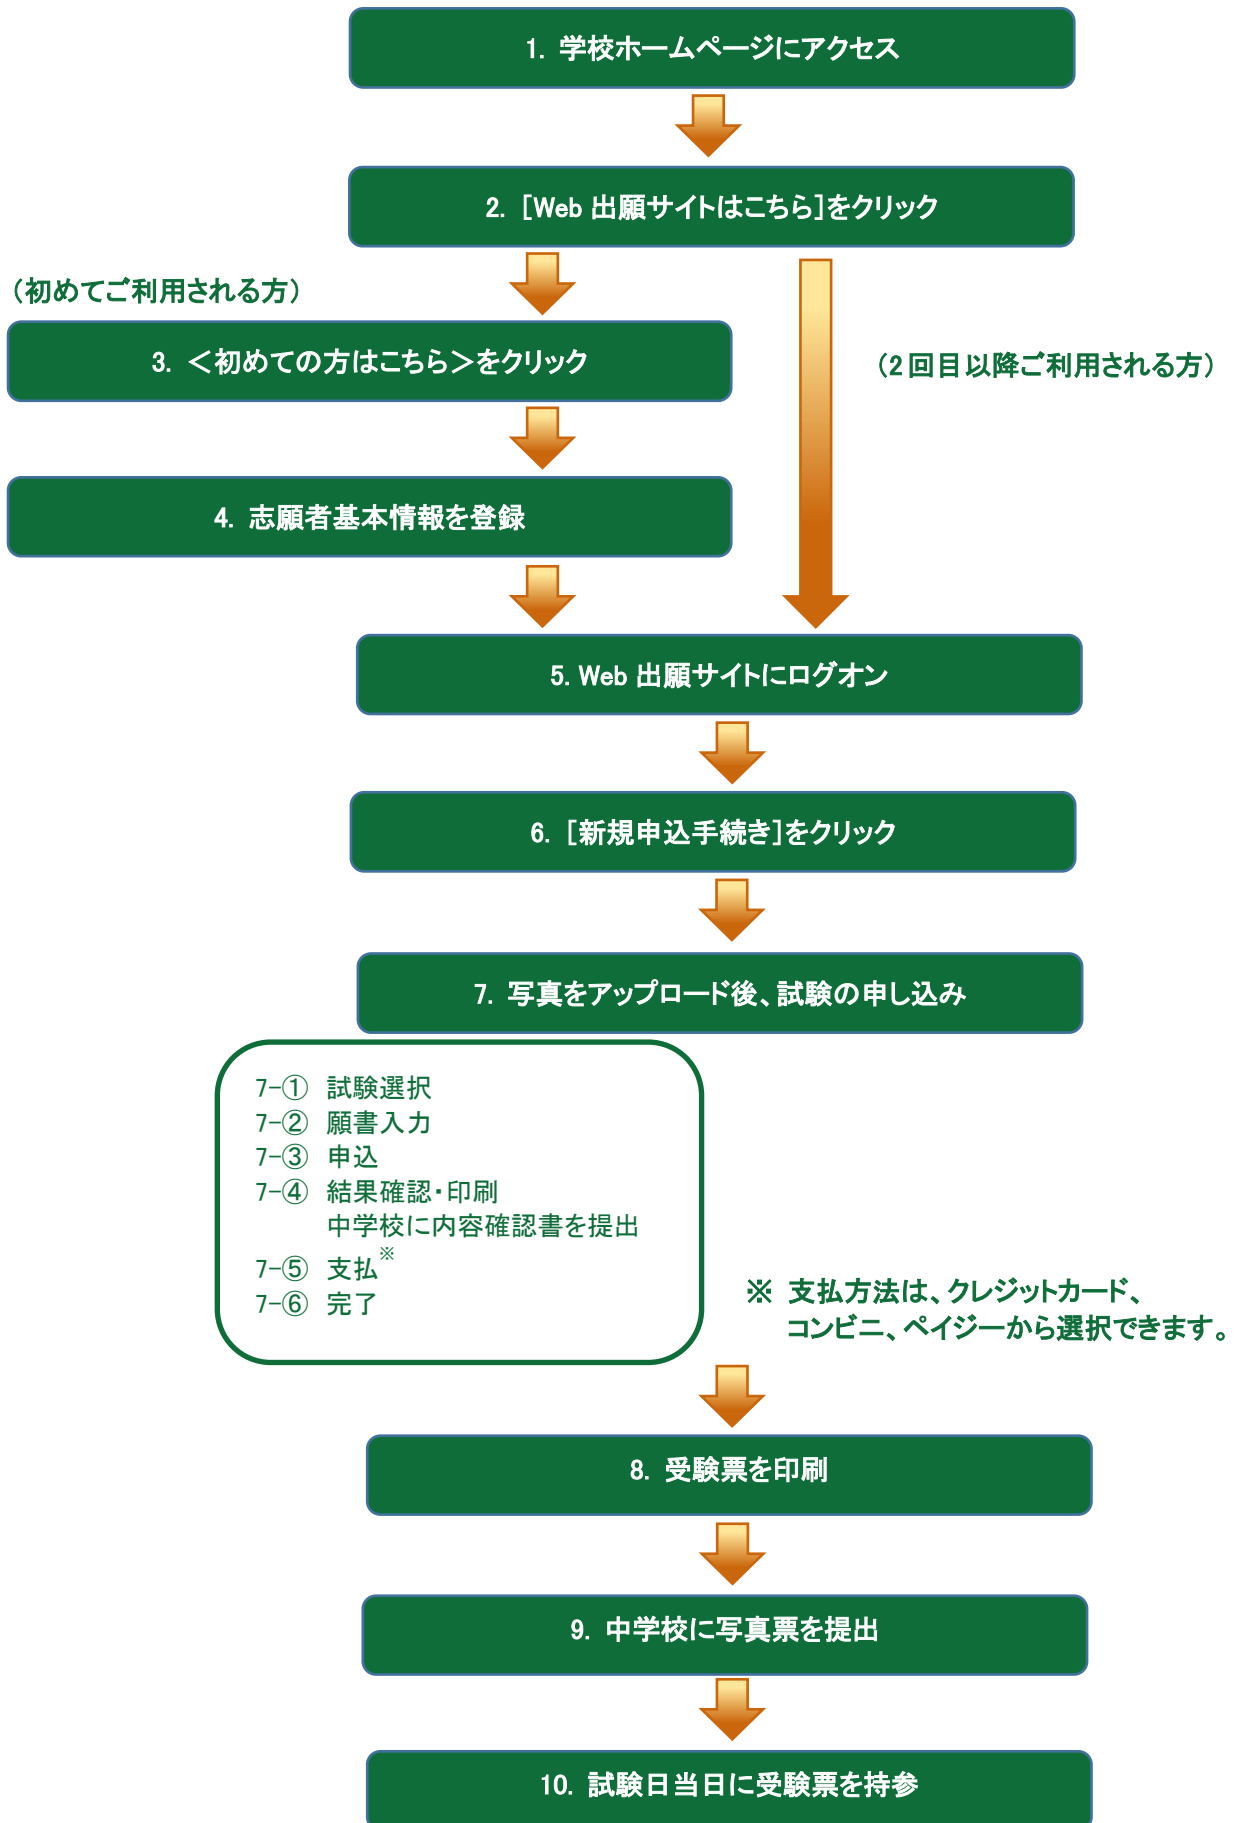 1. 学校ホームページにアクセス
2. [Web 出願サイトはこちら]をクリック
（初めてご利用される方）
3. ＜初めての方はこちら＞をクリック
（2回目以降ご利用される方）
4. 志願者基本情報を登録
5. Web 出願サイトにログオン
6. [新規申込手続き]をクリック
7. 写真をアップロード後、試験の申し込み
7-① 試験選択
7-② 願書入力
7-③ 申込
7-④ 結果確認・印刷
中学校に内容確認書を提出
7-⑤ 支払※
7-⑥ 完了
※ 支払方法は、クレジットカード、
コンビニ、ペイジーから選択できます。
8. 受験票を印刷
9. 中学校に写真票を提出
10. 試験日当日に受験票を持参